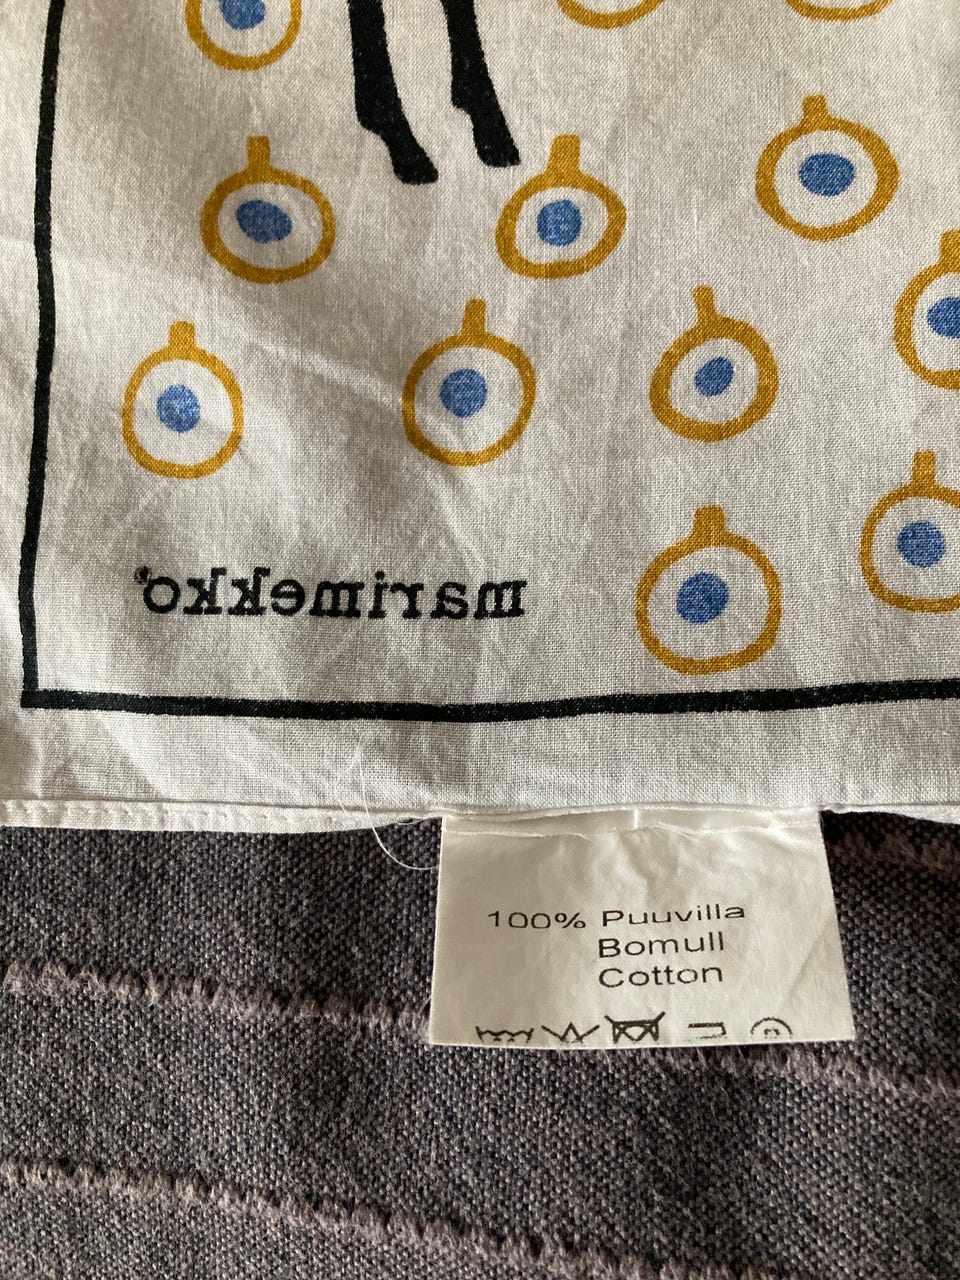 marimekko®
100% Puuvilla
Bomull
Cotton